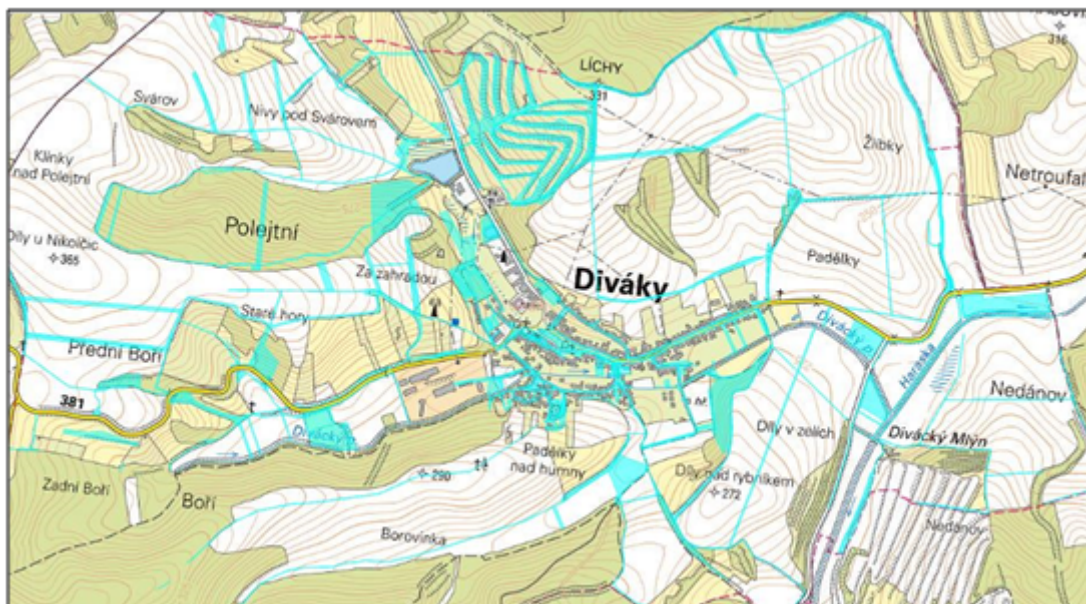 LÍCHY
331
316
Svárov
Nivy pod Svárovem
Žlíbky
Klínky
nad Polejtní
Netroufal
Polejtní
Díly u Nikolčic
365
Za zahradou
Padělky
Diváky
Staré hory
Přední Boří
Divácký p.
Haraska
381
Nedánov
Divácký
Díly v zelích
Divácký Mlýn
Padělky
nad humny
290
Díly nad rybníkem
272
Zadní Boří
Boří
Nedánov
Borovinka